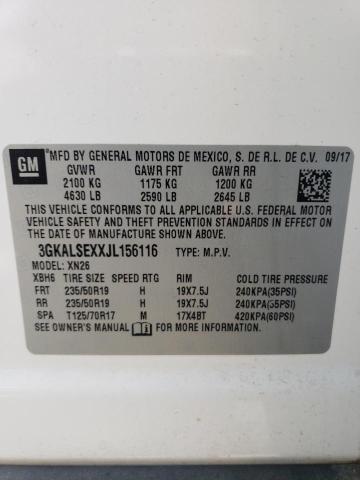 GM MFD BY GENERAL MOTORS DE MEXICO, S. DE R.L. DE C.V. 09/17
GVWR GAWR FRT GAWR RR
2100 KG 1175 KG 1200 KG
4630 LB 2590 LB 2645 LB
THIS VEHICLE CONFORMS TO ALL APPLICABLE U.S. FEDERAL MOTOR
VEHICLE SAFETY AND THEFT PREVENTION STANDARDS IN EFFECT ON
THE DATE OF MANUFACTURE SHOWN ABOVE.
3GKALSEXXJL156116 TYPE: M.P.V.
MODEL: XN26
XBH6 TIRE SIZE SPEED RTG RIM COLD TIRE PRESSURE
FRT 235/50R19 H 19X7.5J 240KPA(35PSI)
RR 235/50R19 H 19X7.5J 240KPA(35PSI)
SPA T125/70R17 M 17X4BT 420KPA(60PSI)
SEE OWNER'S MANUAL FOR MORE INFORMATION.